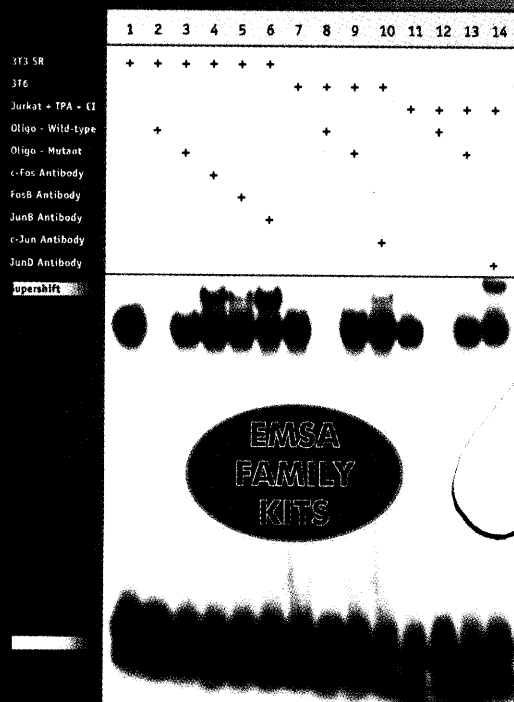 1 2 3 4 5 6 7 8 9 10 11 12 13 14
3T3 SR + + + + + +
3T6 + + + +
Jurkat + TPA + CI + + + +
Oligo - Wild-type + + +
Oligo - Mutant + + +
c-Fos Antibody +
FosB Antibody +
JunB Antibody +
c-Jun Antibody +
JunD Antibody +
Supershift
EMSA
FAMILY
KITS